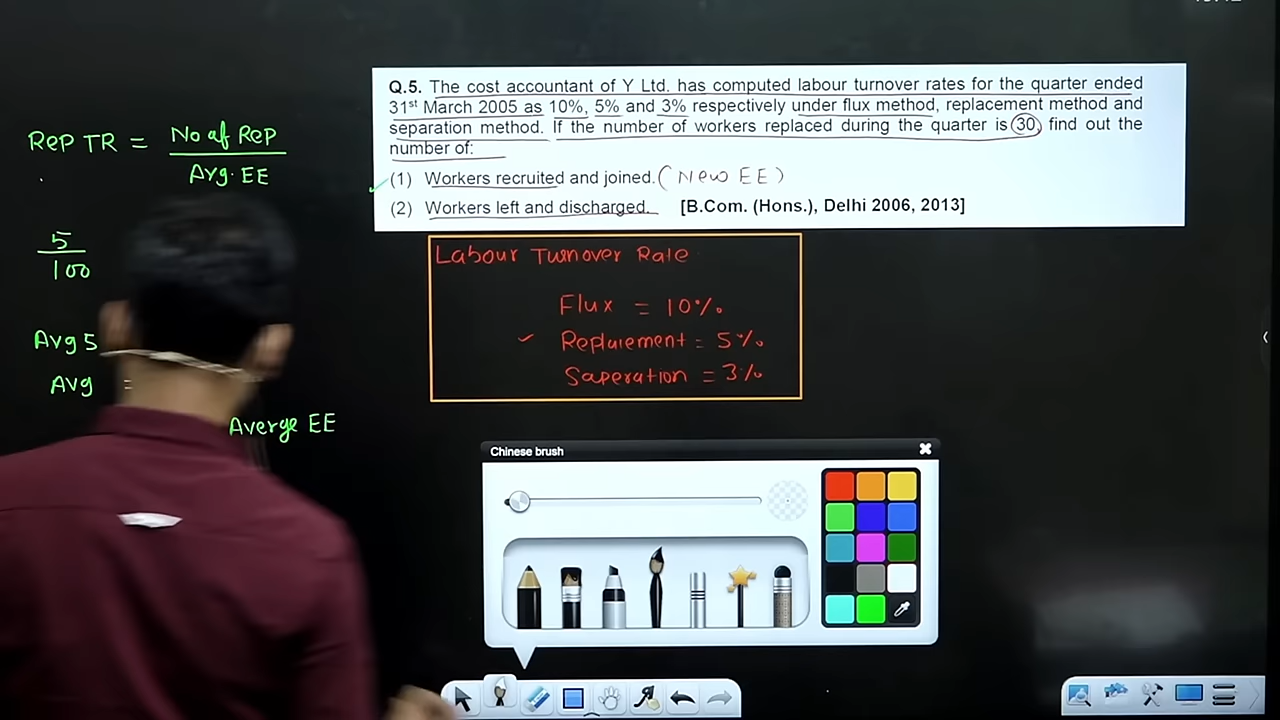 Q.5. The cost accountant of Y Ltd. has computed labour turnover rates for the quarter ended
31st March 2005 as 10%, 5% and 3% respectively under flux method, replacement method and
separation method. If the number of workers replaced during the quarter is 30, find out the
number of:
(1) Workers recruited and joined. (New EE)
(2) Workers left and discharged. [B.Com. (Hons.), Delhi 2006, 2013]
Rep TR = No of Rep
Avg. EE
5
100
Avg 5
Avg =
Averge EE
Labour Turnover Rate
Flux = 10%
Replacement = 5%
Saperation = 3%
Chinese brush